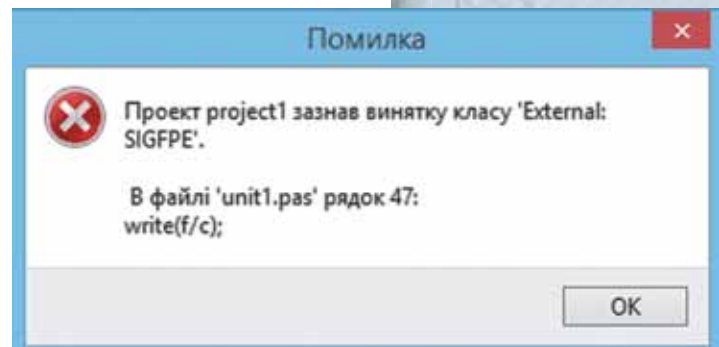 Помилка
Проект project1 зазнав винятку класу 'External:
SIGFPE'.
В файлі 'unit1.pas' рядок 47:
write(f/c);
OK